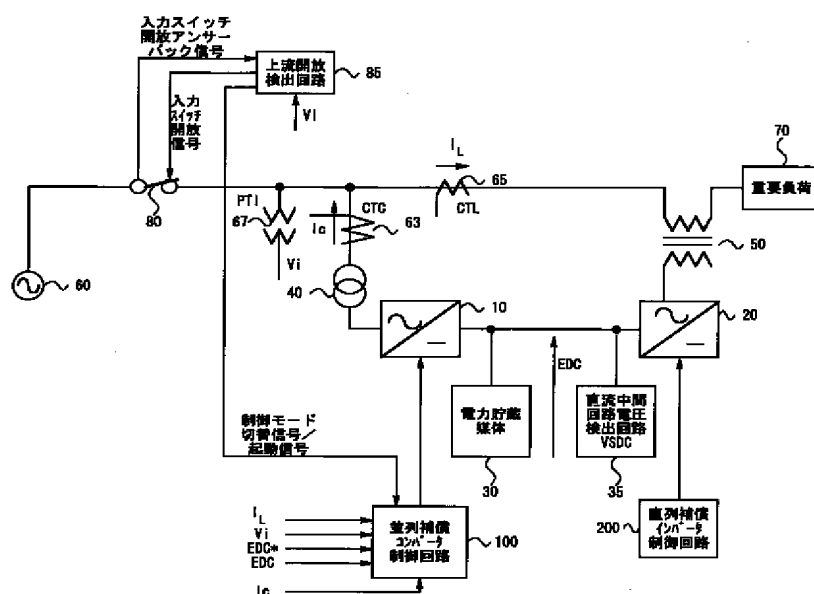 入力スイッチ
開放アンサー
バック信号
上流開放
検出回路
85
Vi
入力
スイッチ
開放
信号
80
PTi
67
Vi
CTC
Ic
63
40
IL
65
CTL
70
重要負荷
50
60
10
20
EDC
電力貯蔵
媒体
30
直流中間
回路電圧
検出回路
VSDC
35
制御モード
切替信号/
起動信号
IL
Vi
EDC*
EDC
Ic
並列補償
コンバータ
制御回路
100
200
直列補償
インバータ
制御回路